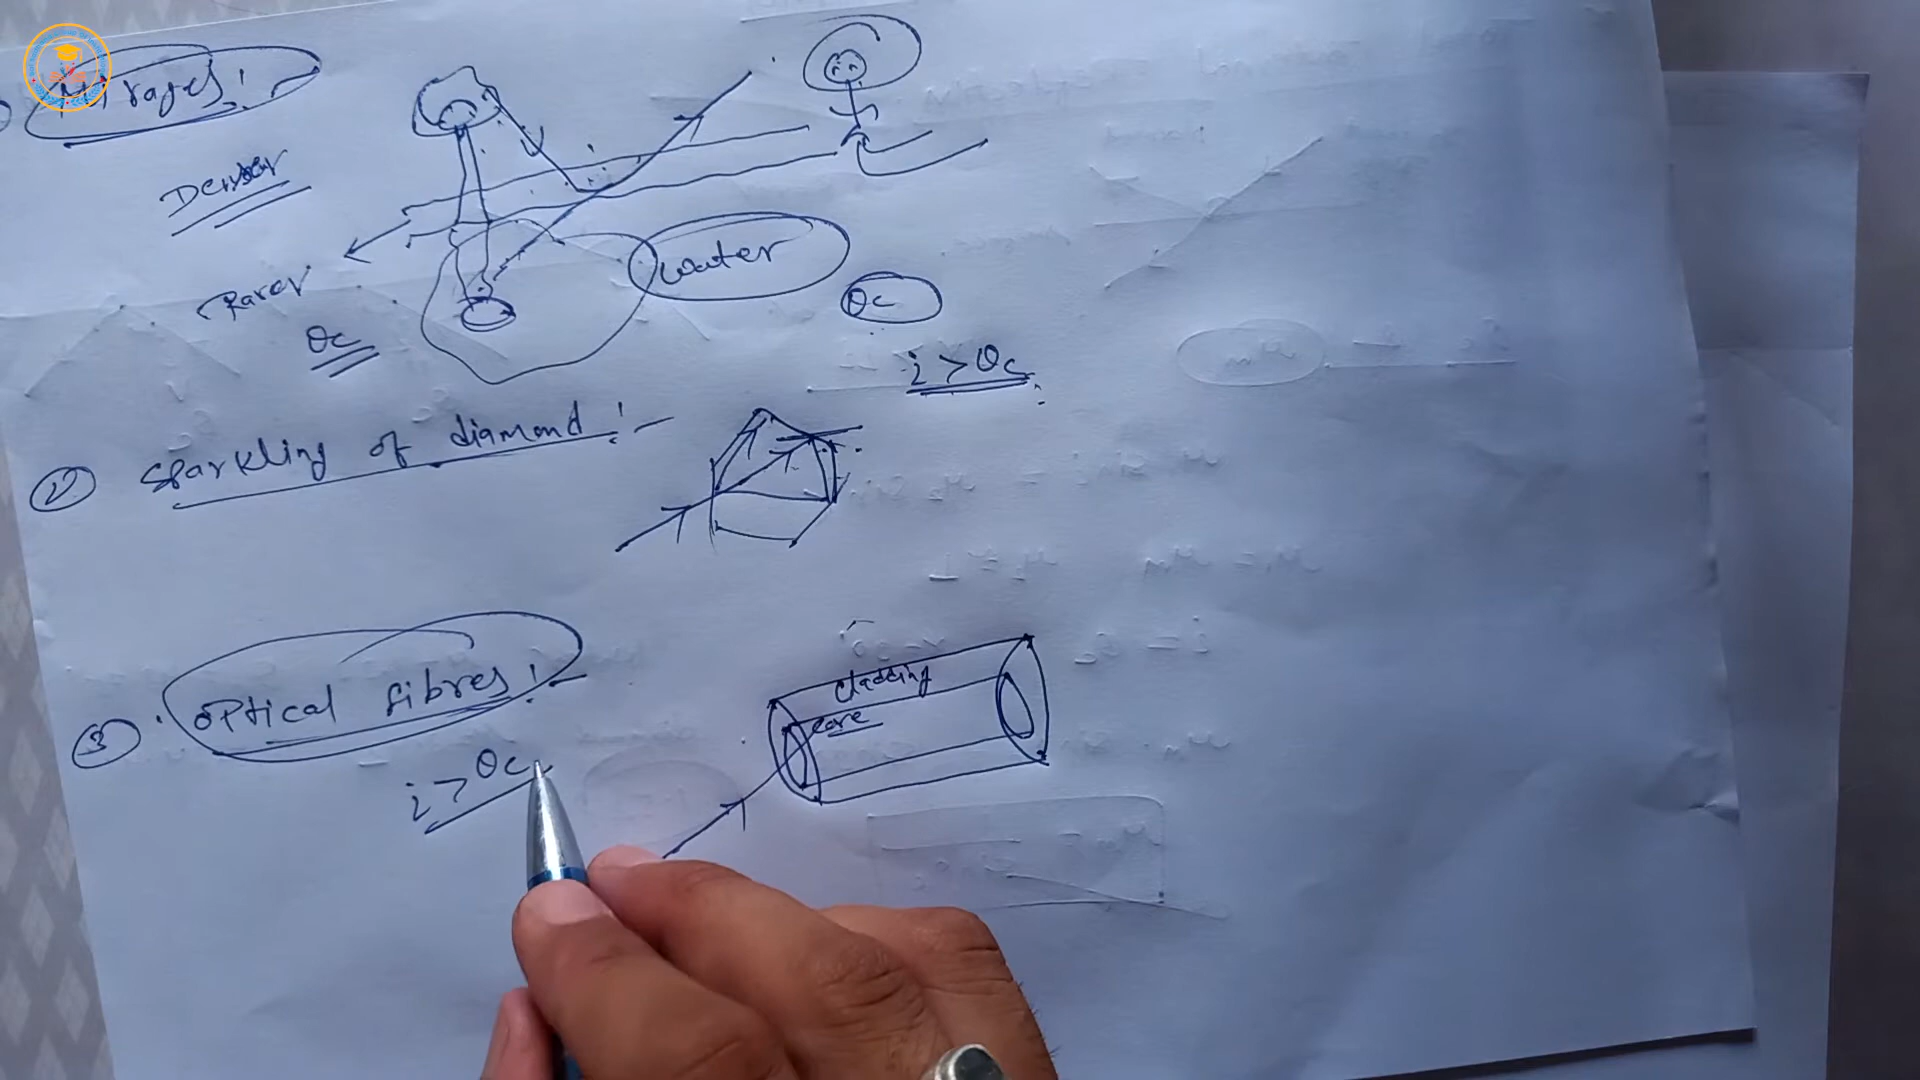 Mirages:
Denser
Rarer
θc
water
θc
i > θc
② Sparkling of diamond:-
③ optical fibres:-
i > θc
cladding
core